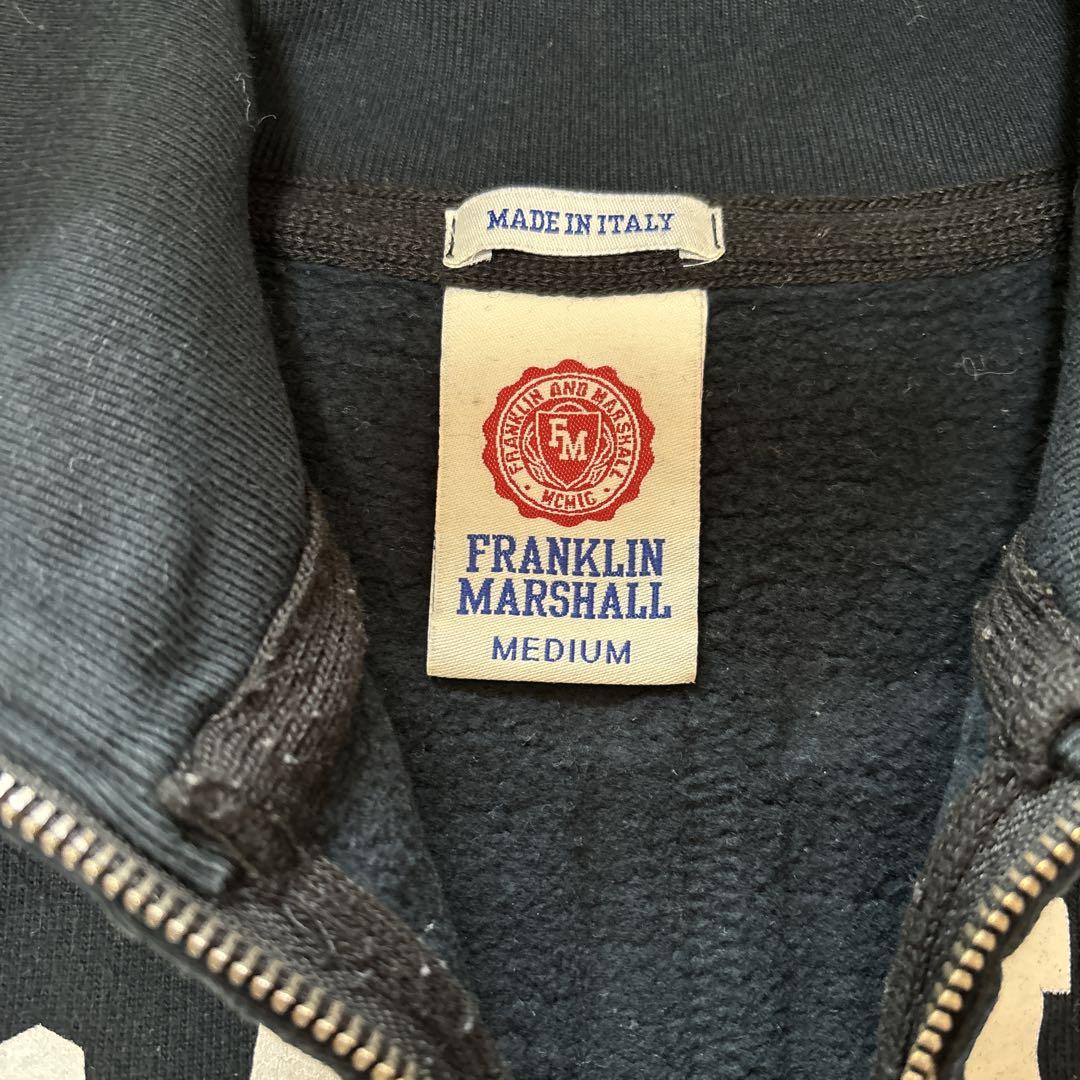 MADE IN ITALY
FRANKLIN AND MARSHALL
FM
MCMIC
FRANKLIN
MARSHALL
MEDIUM